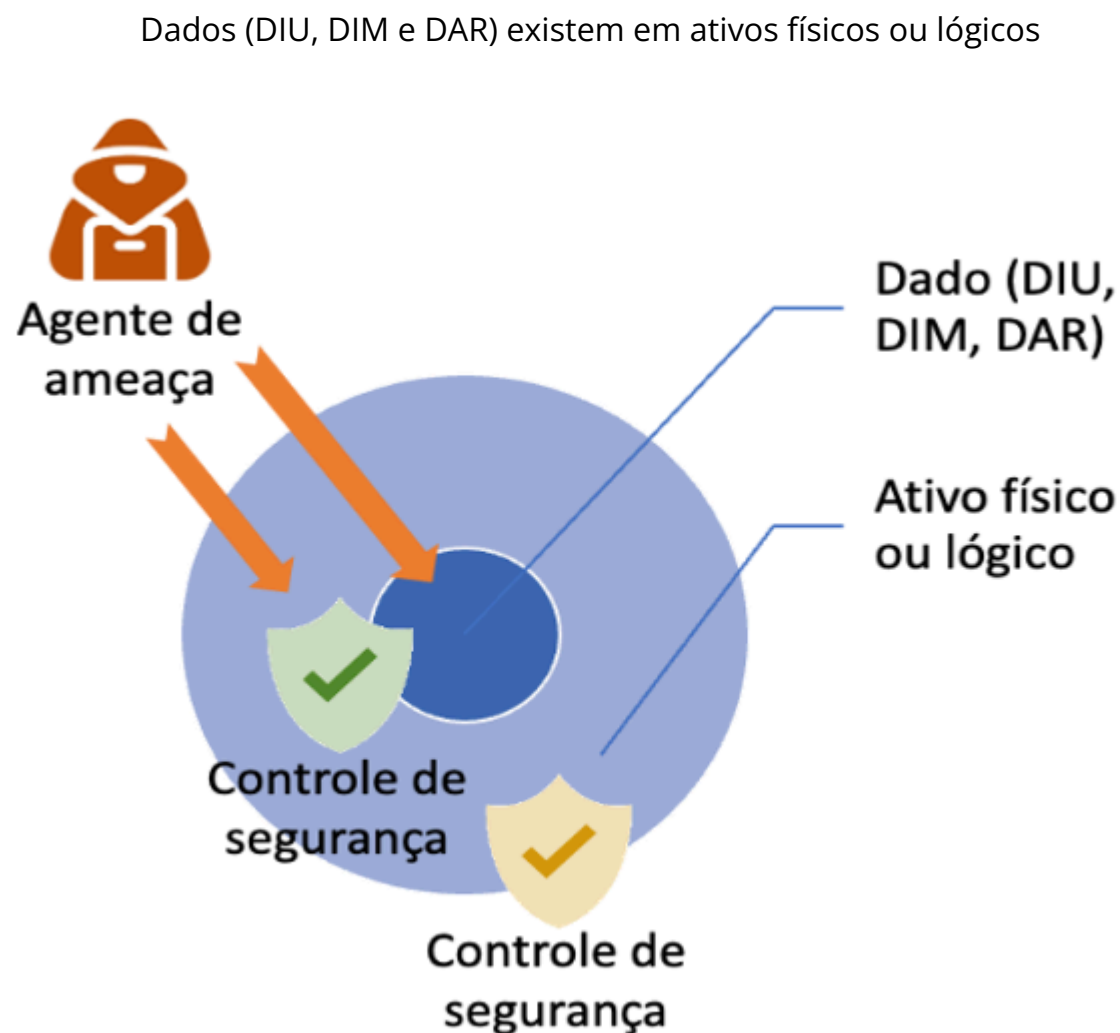 Dados (DIU, DIM e DAR) existem em ativos físicos ou lógicos
Agente de
ameaça
Dado (DIU,
DIM, DAR)
Ativo físico
ou lógico
Controle de
segurança
Controle de
segurança